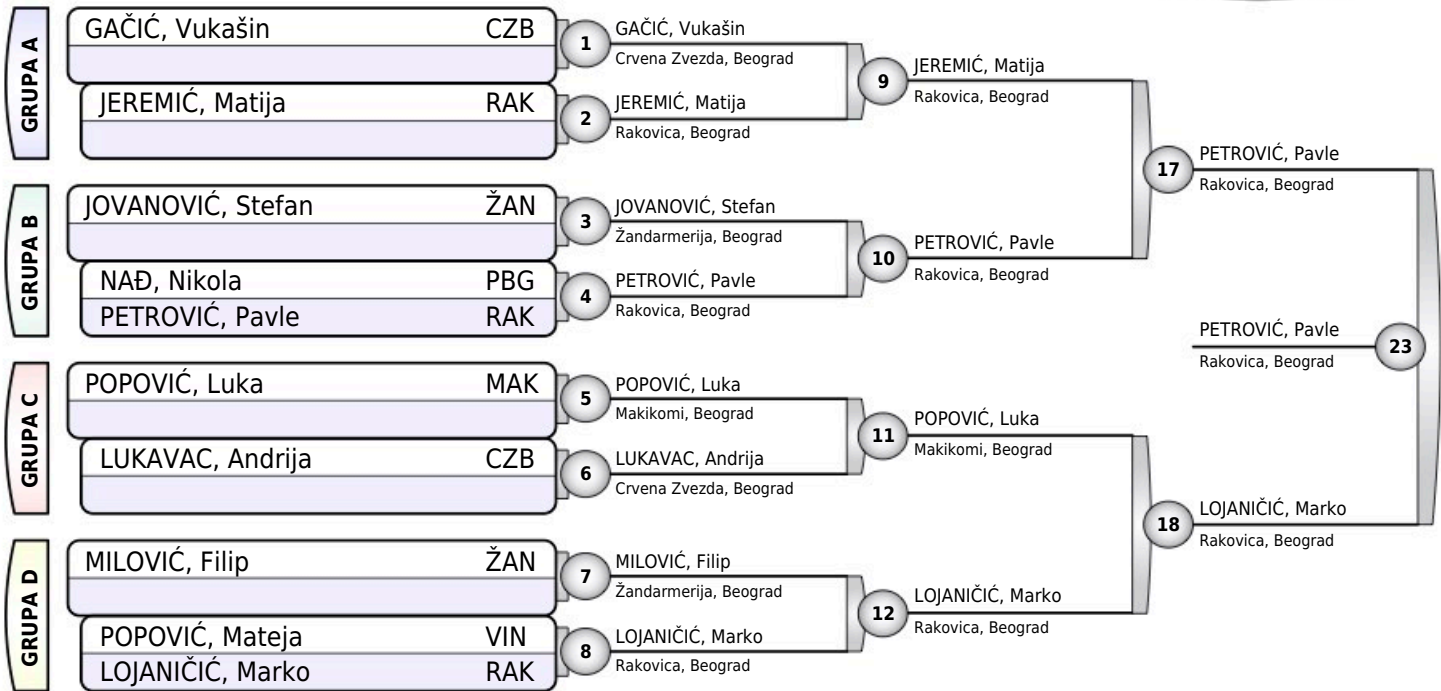 GRUPA A
GAČIĆ, Vukašin CZB
JEREMIĆ, Matija RAK
GRUPA B
JOVANOVIĆ, Stefan ŽAN
NAĐ, Nikola PBG
PETROVIĆ, Pavle RAK
GRUPA C
POPOVIĆ, Luka MAK
LUKAVAC, Andrija CZB
GRUPA D
MILOVIĆ, Filip ŽAN
POPOVIĆ, Mateja VIN
LOJANIČIĆ, Marko RAK
1
GAČIĆ, Vukašin
Crvena Zvezda, Beograd
2
JEREMIĆ, Matija
Rakovica, Beograd
3
JOVANOVIĆ, Stefan
Žandarmerija, Beograd
4
PETROVIĆ, Pavle
Rakovica, Beograd
5
POPOVIĆ, Luka
Makikomi, Beograd
6
LUKAVAC, Andrija
Crvena Zvezda, Beograd
7
MILOVIĆ, Filip
Žandarmerija, Beograd
8
LOJANIČIĆ, Marko
Rakovica, Beograd
9
JEREMIĆ, Matija
Rakovica, Beograd
10
PETROVIĆ, Pavle
Rakovica, Beograd
11
POPOVIĆ, Luka
Makikomi, Beograd
12
LOJANIČIĆ, Marko
Rakovica, Beograd
17
PETROVIĆ, Pavle
Rakovica, Beograd
18
LOJANIČIĆ, Marko
Rakovica, Beograd
PETROVIĆ, Pavle
Rakovica, Beograd
23